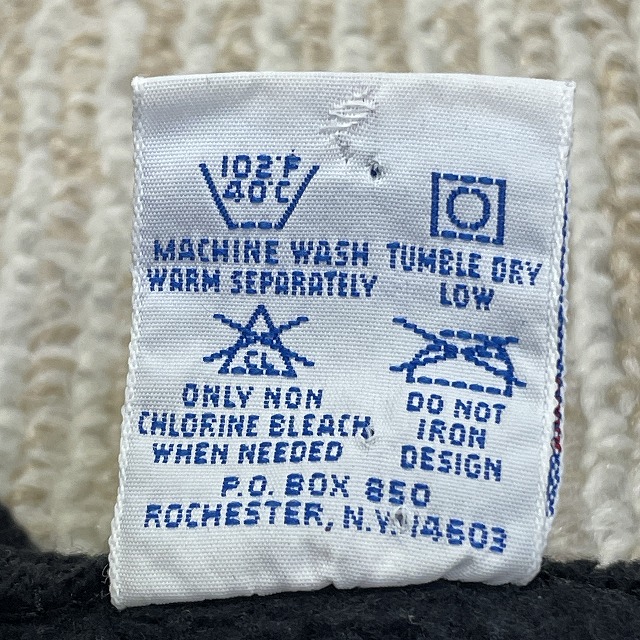 102°F
40°C
MACHINE WASH
WARM SEPARATELY
TUMBLE DRY
LOW
CL
ONLY NON
CHLORINE BLEACH
WHEN NEEDED
DO NOT
IRON
DESIGN
P.O. BOX 850
ROCHESTER, N.Y. 14603